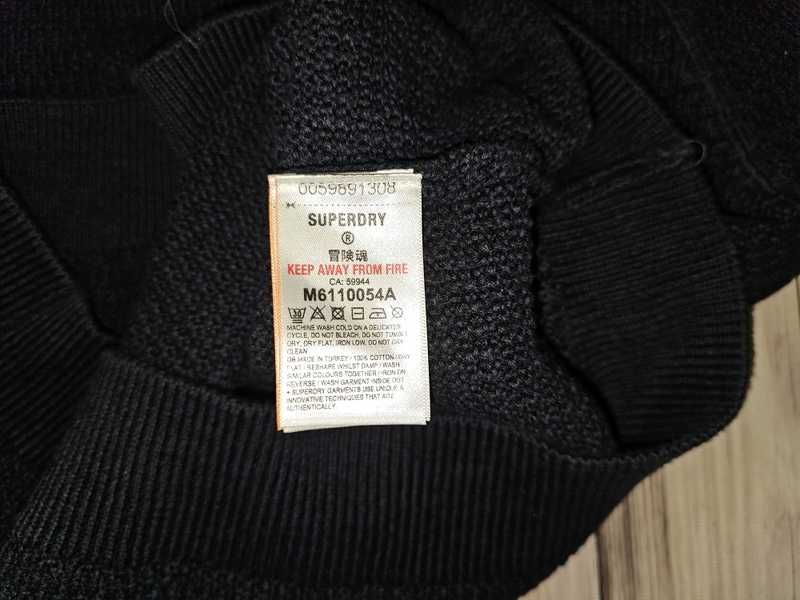 0059891308
SUPERDRY
®
冒険魂
KEEP AWAY FROM FIRE
CA: 59944
M6110054A
30
MACHINE WASH COLD ON A DELICATE
CYCLE, DO NOT BLEACH, DO NOT TUMBLE
DRY, DRY FLAT, IRON LOW, DO NOT DRY
CLEAN
GB MADE IN TURKEY / 100% COTTON / DRY
FLAT / RESHAPE WHILST DAMP / WASH
SIMILAR COLOURS TOGETHER / IRON ON
REVERSE / WASH GARMENT INSIDE OUT
+ SUPERDRY GARMENTS USE UNIQUE &
INNOVATIVE TECHNIQUES THAT AGE
AUTHENTICALLY